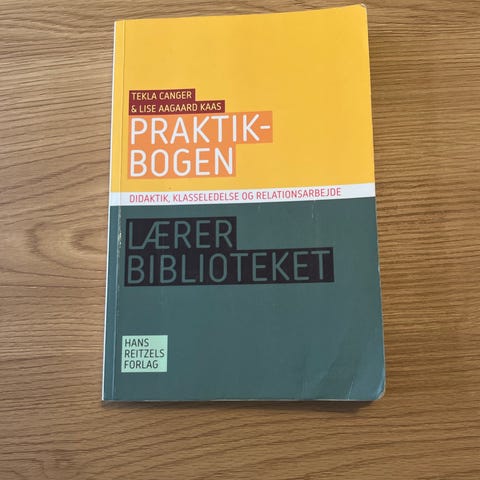 TEKLA CANGER
& LISE AAGAARD KAAS
PRAKTIK-
BOGEN
DIDAKTIK, KLASSELEDELSE OG RELATIONSARBEJDE
LÆRER
BIBLIOTEKET
HANS
REITZELS
FORLAG